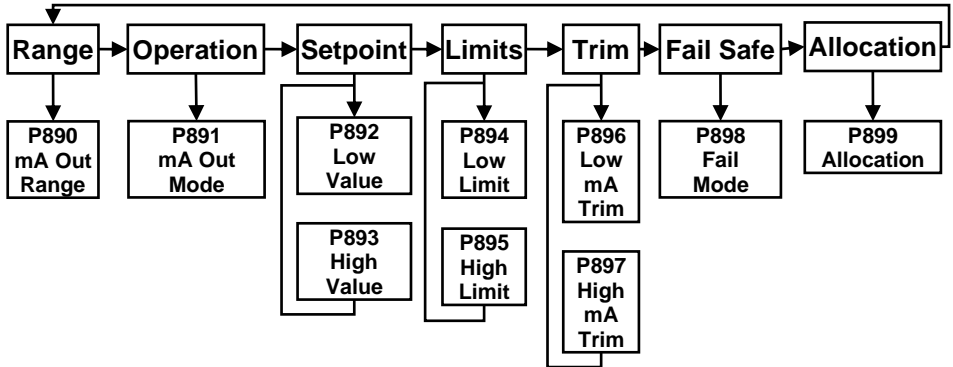 Range
Operation
Setpoint
Limits
Trim
Fail Safe
Allocation
P890
mA Out
Range
P891
mA Out
Mode
P892
Low
Value
P893
High
Value
P894
Low
Limit
P895
High
Limit
P896
Low
mA
Trim
P897
High
mA
Trim
P898
Fail
Mode
P899
Allocation